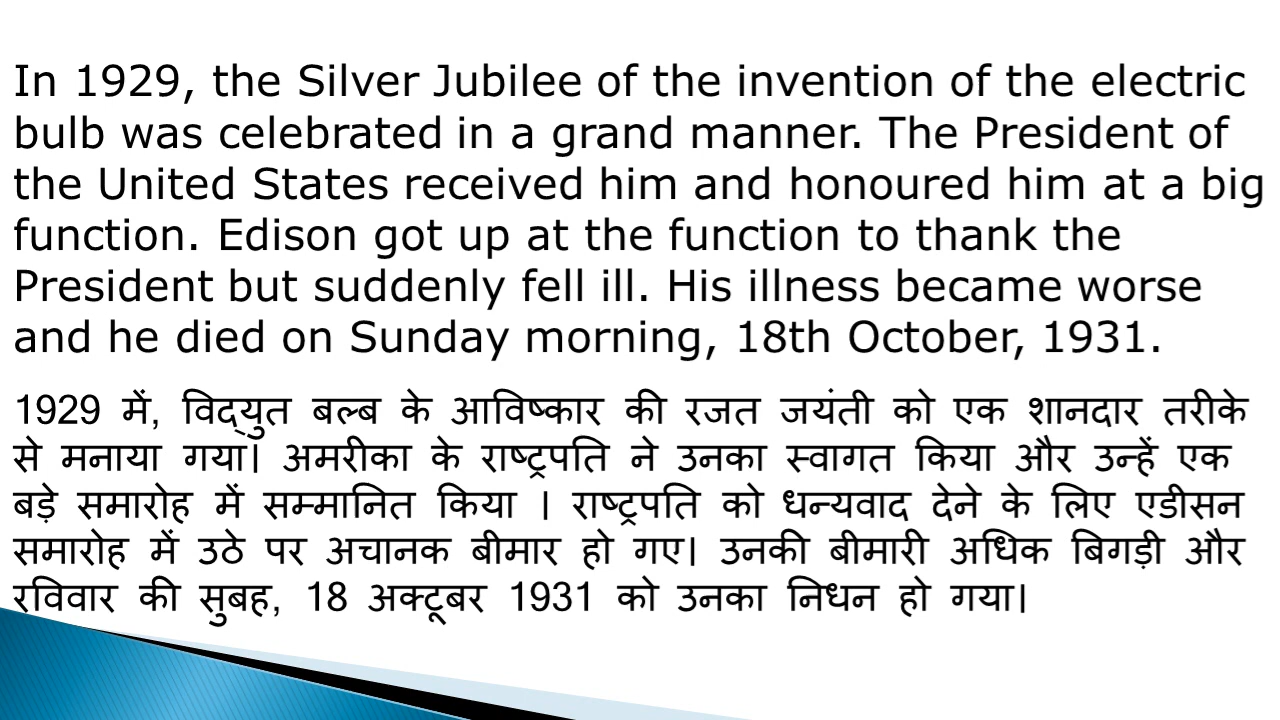 In 1929, the Silver Jubilee of the invention of the electric
bulb was celebrated in a grand manner. The President of
the United States received him and honoured him at a big
function. Edison got up at the function to thank the
President but suddenly fell ill. His illness became worse
and he died on Sunday morning, 18th October, 1931.
1929 में, विद्युत बल्ब के आविष्कार की रजत जयंती को एक शानदार तरीके
से मनाया गया। अमरीका के राष्ट्रपति ने उनका स्वागत किया और उन्हें एक
बड़े समारोह में सम्मानित किया । राष्ट्रपति को धन्यवाद देने के लिए एडीसन
समारोह में उठे पर अचानक बीमार हो गए। उनकी बीमारी अधिक बिगड़ी और
रविवार की सुबह, 18 अक्टूबर 1931 को उनका निधन हो गया।